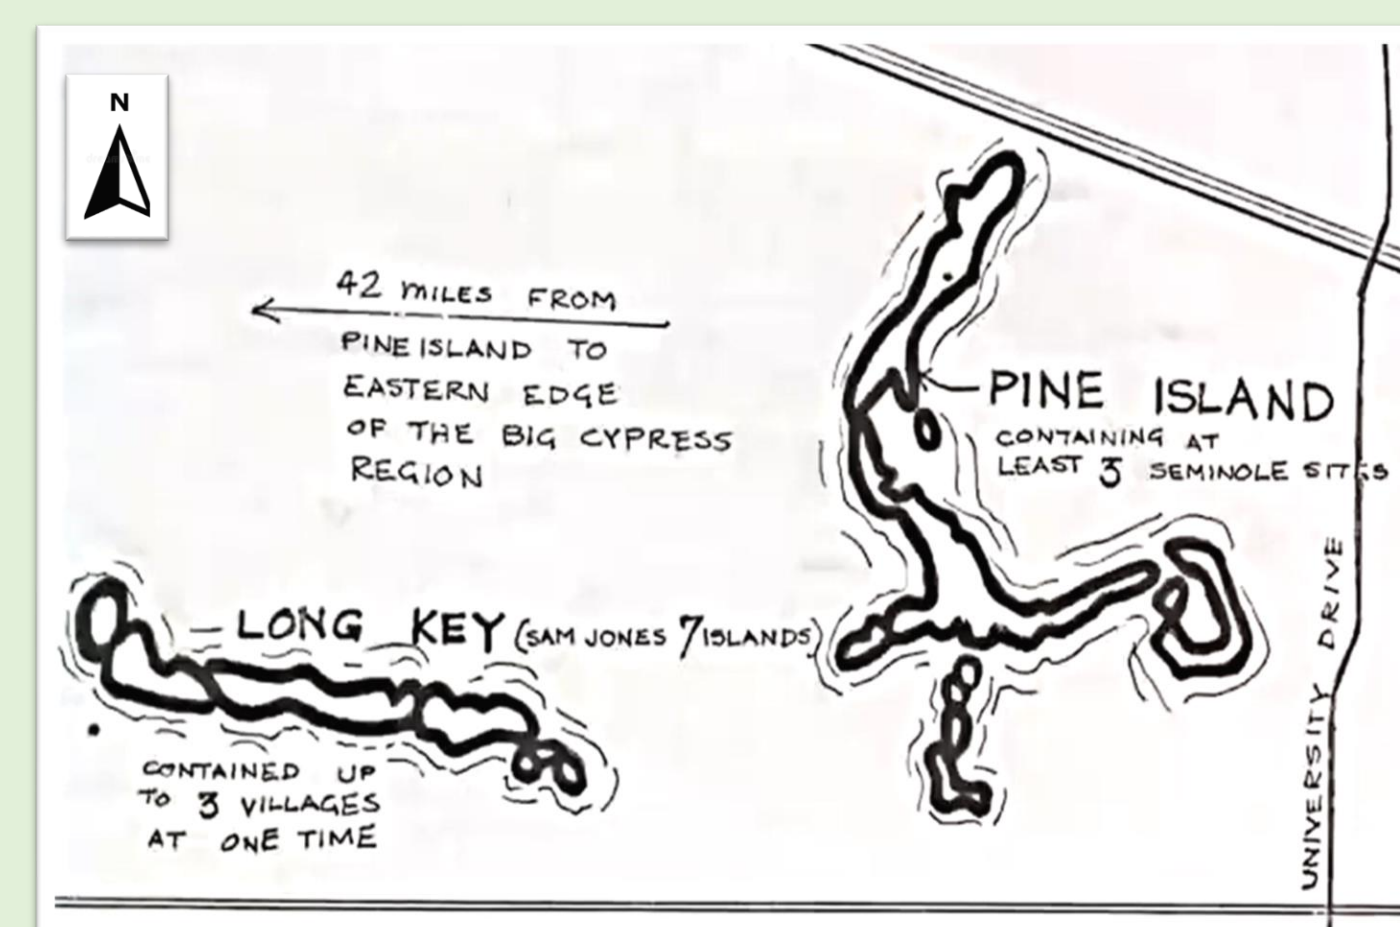 N
42 MILES FROM
PINE ISLAND TO
EASTERN EDGE
OF THE BIG CYPRESS
REGION
PINE ISLAND
CONTAINING AT
LEAST 3 SEMINOLE SITES
LONG KEY (SAM JONES 7 ISLANDS)
CONTAINED UP
TO 3 VILLAGES
AT ONE TIME
UNIVERSITY DRIVE